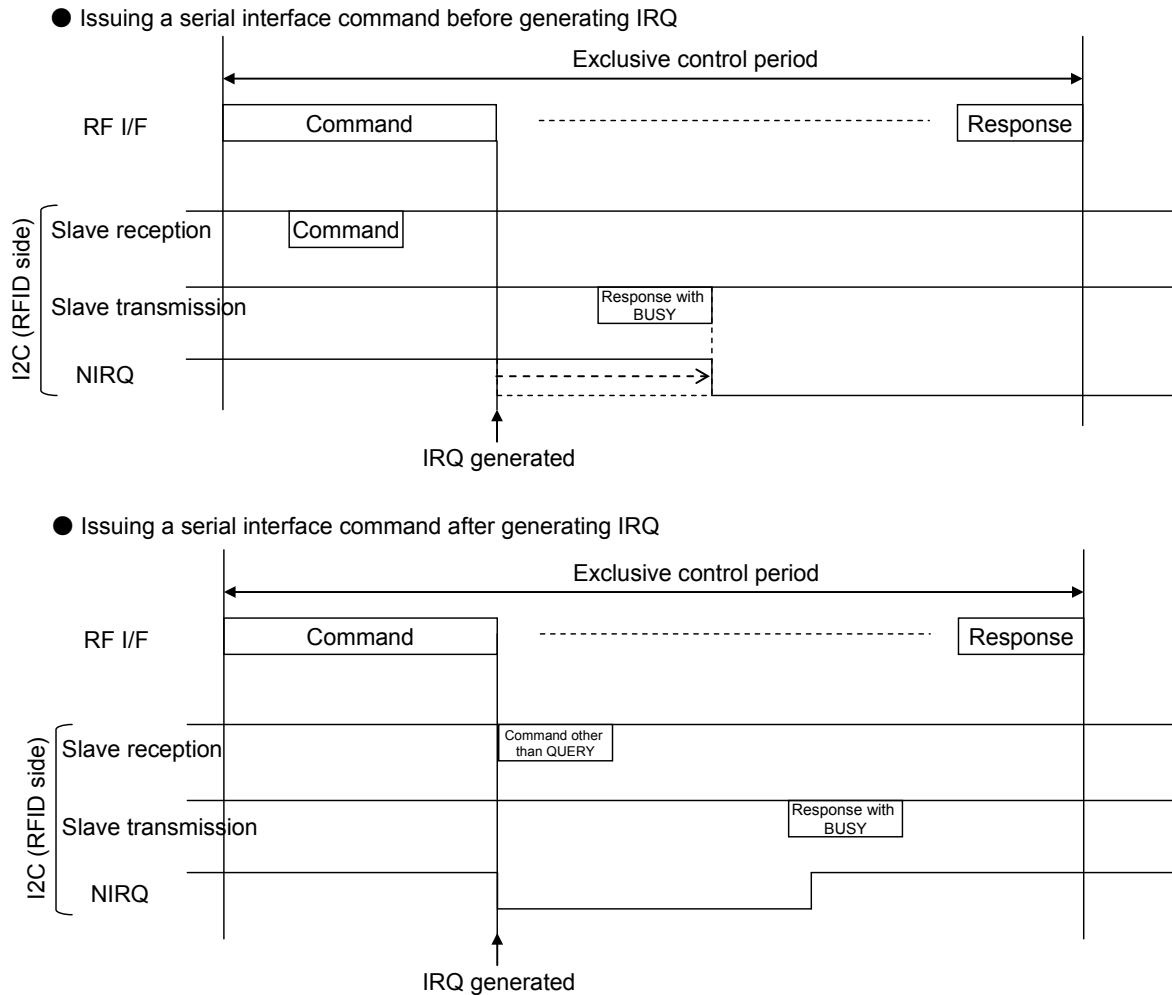 ● Issuing a serial interface command before generating IRQ
Exclusive control period
RF I/F
Command
Response
I2C (RFID side)
Slave reception
Command
Slave transmission
Response with
BUSY
NIRQ
IRQ generated
● Issuing a serial interface command after generating IRQ
Exclusive control period
RF I/F
Command
Response
I2C (RFID side)
Slave reception
Command other
than QUERY
Slave transmission
Response with
BUSY
NIRQ
IRQ generated